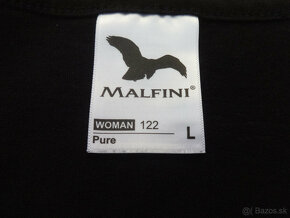 MALFINI®
WOMAN 122
Pure
L
Bazos.sk